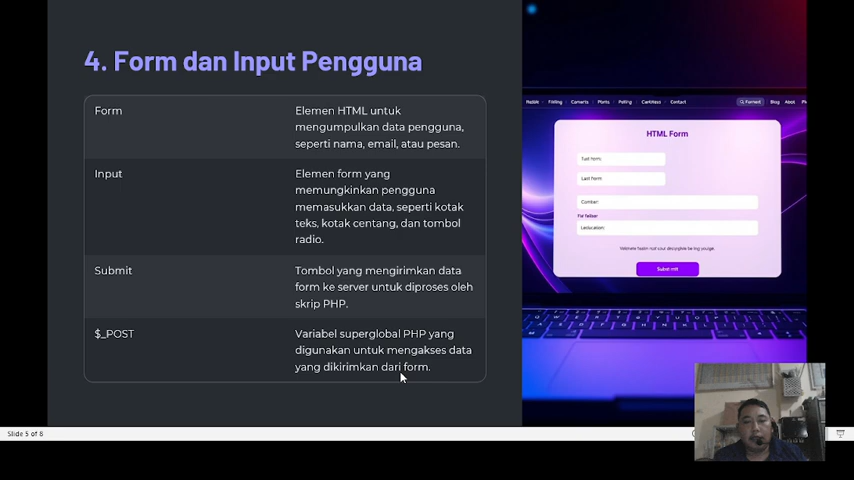 4. Form dan Input Pengguna
Form
Elemen HTML untuk
mengumpulkan data pengguna,
seperti nama, email, atau pesan.
Input
Elemen form yang
memungkinkan pengguna
memasukkan data, seperti kotak
teks, kotak centang, dan tombol
radio.
Submit
Tombol yang mengirimkan data
form ke server untuk diproses oleh
skrip PHP.
$_POST
Variabel superglobal PHP yang
digunakan untuk mengakses data
yang dikirimkan dari form.
Contact
HTML Form
Last Form
Slide 5 of 8